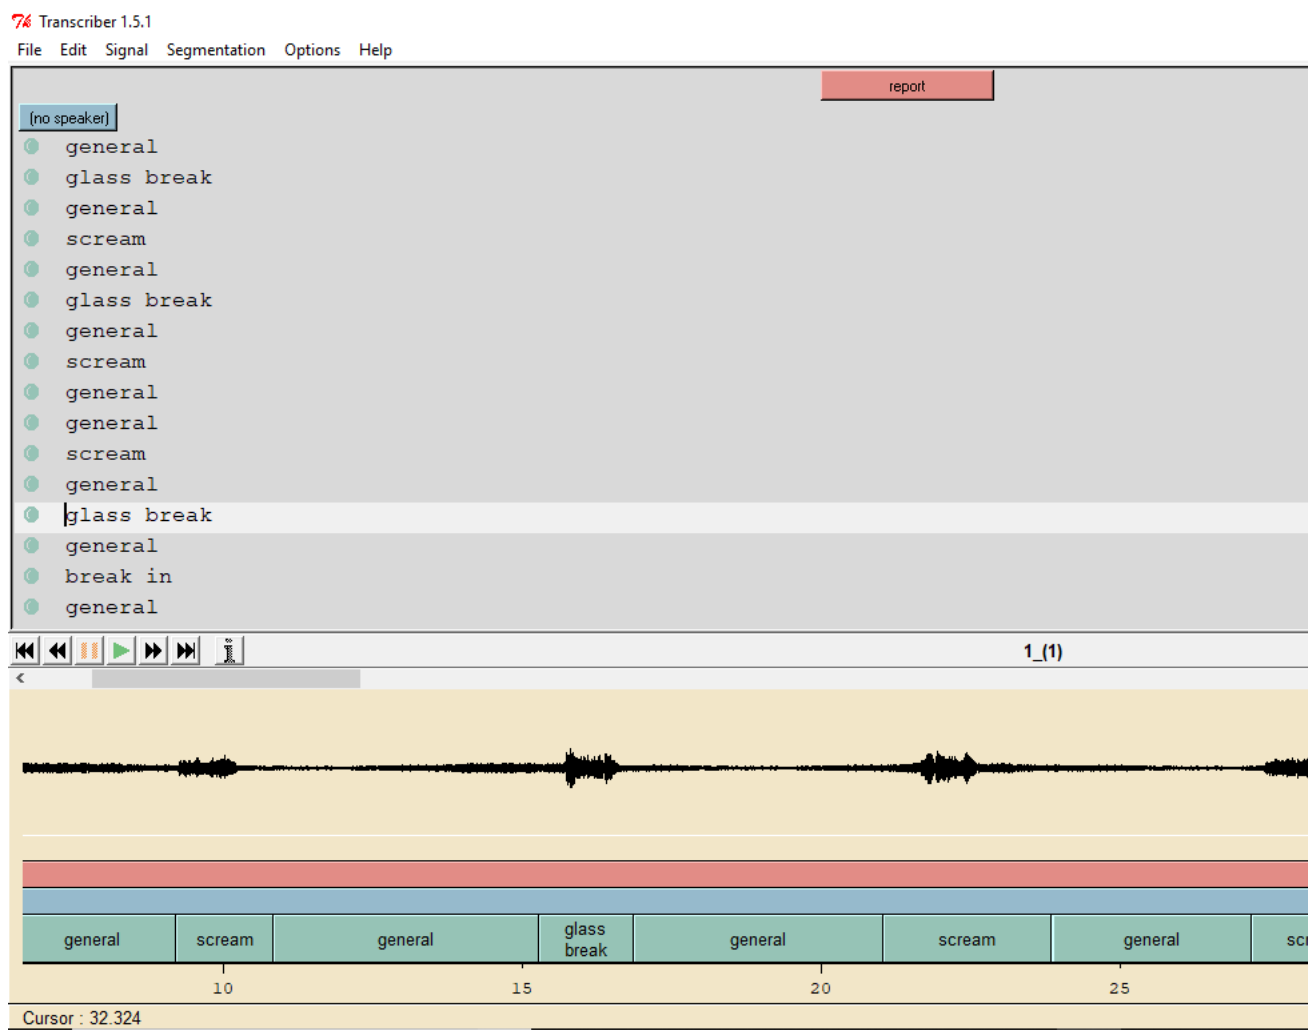 Transcriber 1.5.1
File Edit Signal Segmentation Options Help
report
(no speaker)
general
glass break
general
scream
general
glass break
general
scream
general
general
scream
general
glass break
general
break in
general
1_(1)
general scream general glass break general scream general scr
10 15 20 25
Cursor : 32.324